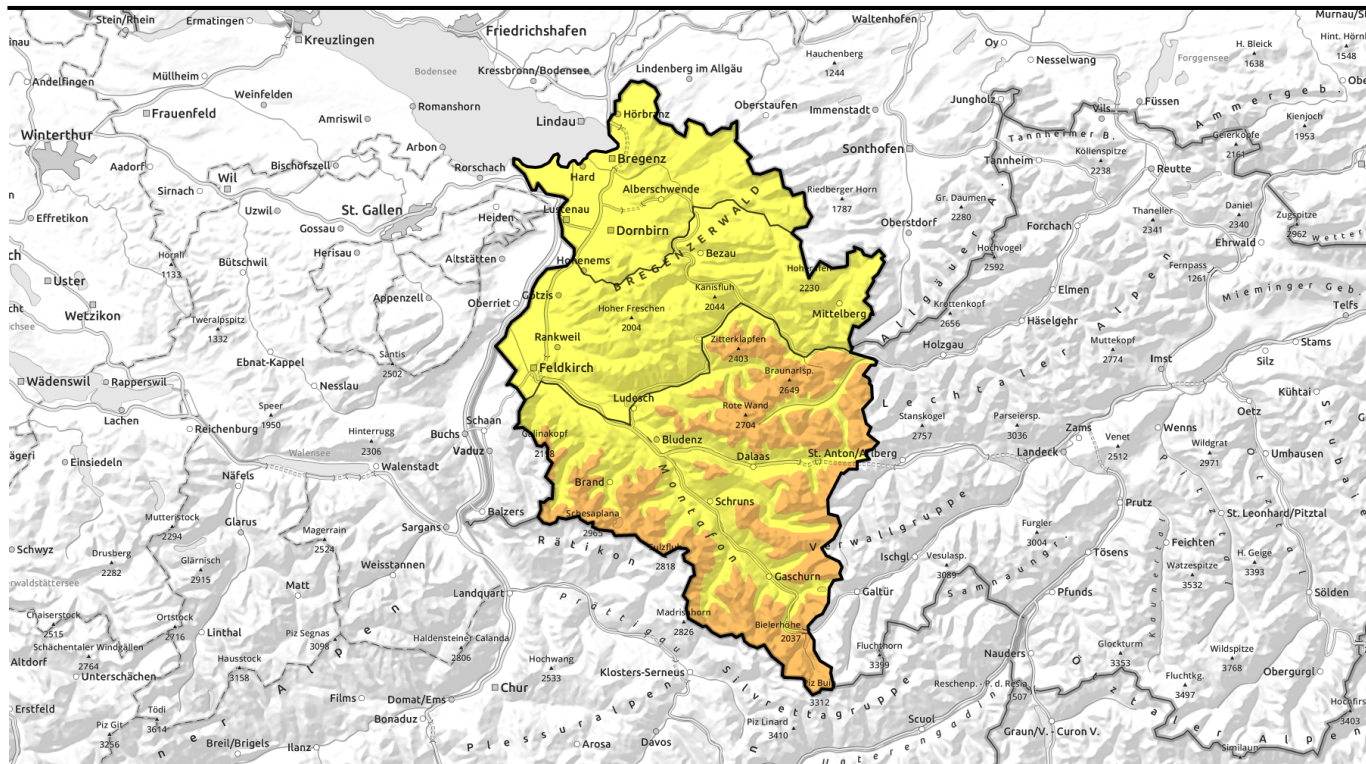 Stein/Rhein
Ermatingen
Kreuzlingen
Friedrichshafen
Waltenhofen
Murnau/St
Hint. Hörnl
1548
Oy
Nesselwang
H. Bleick
1638
Forggensee
Hauchenberg
1244
Andelfingen
Müllheim
Bodensee
Kressbronn/Bodensee
Lindenberg im Allgäu
Weinfelden
Romanshorn
Oberstaufen
Immenstadt
Jungholz
Vils
Füssen
Ammergeb.
Kienjoch
1953
Frauenfeld
Amriswil
Lindau
Hörbranz
Winterthur
Aadorf
Bischofszell
Arbon
Bregenz
Sonthofen
Tannheimer B.
Geierköpfe
2161
Köllenspitze
2238
Tannheim
Reutte
Wil
Rorschach
Hard
Alberschwende
Riedberger Horn
1787
Sirnach
Gr. Daumen
2280
Effretikon
Uzwil
St. Gallen
Heiden
Lustenau
Oberstdorf
Forchach
Thaneller
2341
Daniel
2340
Zugspitze
2962
Gossau
Dornbirn
Ehrwald
Wetter
Hörnli
1133
Herisau
Altstätten
Hohenems
BREGENZERWALD
Bezau
Hochvogel
2592
Allgäuer A.
Fernpass
1261
Bütschwil
Uster
2230
Kanisfluh
2044
Elmen
Mieminger Geb.
Appenzell
Oberriet
Götzis
Wetzikon
Hoher Freschen
2004
Mittelberg
Krottenkopf
2656
Telfs
Tweralpspitz
1332
Häselgehr
Rankweil
Zitterklapfen
2403
Holzgau
Muttekopf
2774
Stams
Ebnat-Kappel
Säntis
2502
Imst
Silz
Wädenswil
Rapperswil
Nesslau
Feldkirch
Braunarlsp.
2649
Lechtaler Alpen
Kühtai
Lachen
Speer
1950
Schaan
Ludesch
Rote Wand
2704
Stanskogel
2757
Parseiersp.
3036
Oetz
Reichenburg
Hinterrugg
2306
Buchs
Bludenz
Zams
Wenns
Venet
2512
Wildgrat
2971
Einsiedeln
Walensee
Walenstadt
Vaduz
Dalaas
St. Anton/Arlberg
Landeck
Umhausen
Näfels
Brand
Montafon
Schruns
Prutz
Stubaie
Ötztal
Mutteristock
2294
Glarus
Magerrain
2524
Sargans
Balzers
Schesaplana
2965
Rätikon
Sulzfluh
2818
Verwallgruppe
Furgler
3004
St. Leonhard/Pitztal
Schwyz
Drusberg
2282
Glärnisch
2915
Weisstannen
Ischgl
Vesulasp.
3089
Samnaungr.
Tösens
Kaunertal
Feichten
H. Geige
3393
Watzespitze
3532
Matt
Landquart
Gaschurn
Galtür
Pfunds
Sölden
Chaiserstock
2515
Ortstock
2716
Prättigau
Madrisahorn
2826
Bielerhöhe
2037
Altdorf
Schächentaler Windgällen
2764
Linthal
Piz Segnas
3098
Haldensteiner Calanda
2806
Fluchthorn
3399
Nauders
Glockturm
3353
Wildspitze
3768
Unterschächen
Hausstock
3158
Hochwang
2533
Klosters-Serneus
Obergurgl
Films
Domat/Ems
Chur
Silvrettagruppe
Reschenp. - P. d. Resia
1507
Fluchtkg.
3497
Erstfeld
Tödi
3614
Bonaduz
3312
Ötztaler Alpen
3403
Piz Git
3256
Breil/Brigels
Ilanz
Plessuralpen
Arosa
Davos
Piz Linard
3410
Scuol
Unterengadin
Graun/V. - Curon V.
Similaun